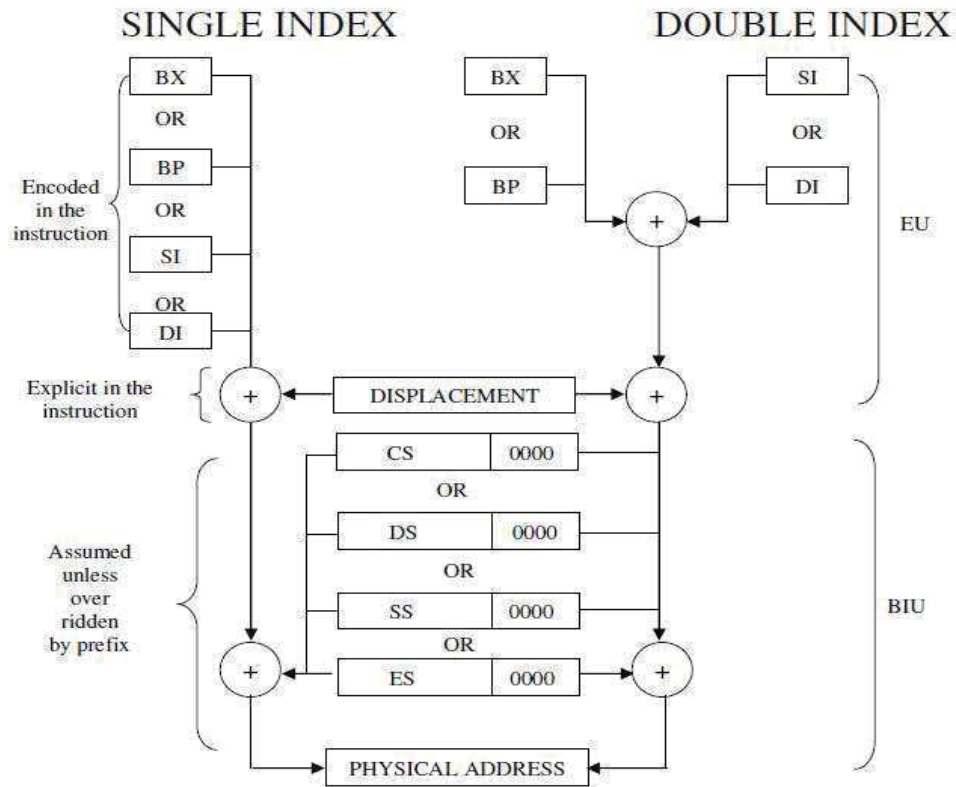 SINGLE INDEX
DOUBLE INDEX
BX
OR
BP
OR
SI
OR
DI
Encoded
in the
instruction
BX
OR
BP
SI
OR
DI
+
EU
Explicit in the
instruction
+
DISPLACEMENT
+
CS 0000
OR
DS 0000
OR
SS 0000
OR
ES 0000
Assumed
unless
over
ridden
by prefix
+
+
BIU
PHYSICAL ADDRESS